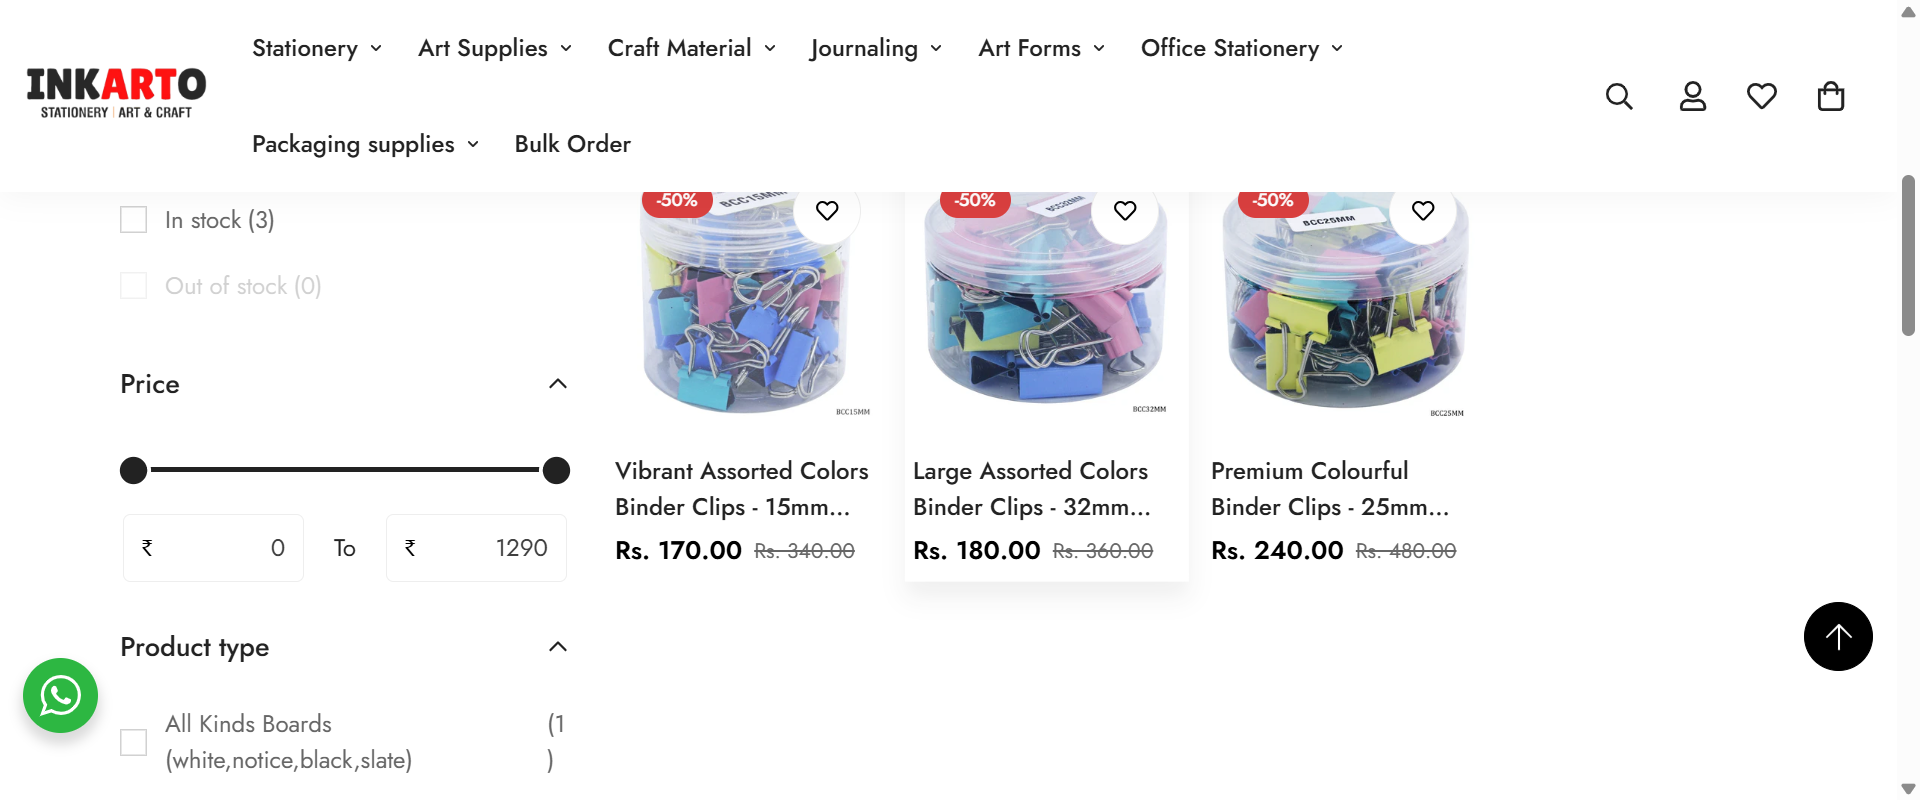 Stationery
Art Supplies
Craft Material
Journaling
Art Forms
Office Stationery
INKARTO
STATIONERY | ART & CRAFT
Packaging supplies
Bulk Order
In stock (3)
Out of stock (0)
Price
₹ 0 To ₹ 1290
Product type
All Kinds Boards (1
(white,notice,black,slate) )
-50%
BCC15MM
BCC15MM
Vibrant Assorted Colors
Binder Clips - 15mm...
Rs. 170.00 Rs. 340.00
-50%
BCC32MM
BCC32MM
Large Assorted Colors
Binder Clips - 32mm...
Rs. 180.00 Rs. 360.00
-50%
BCC25MM
BCC25MM
Premium Colourful
Binder Clips - 25mm...
Rs. 240.00 Rs. 480.00